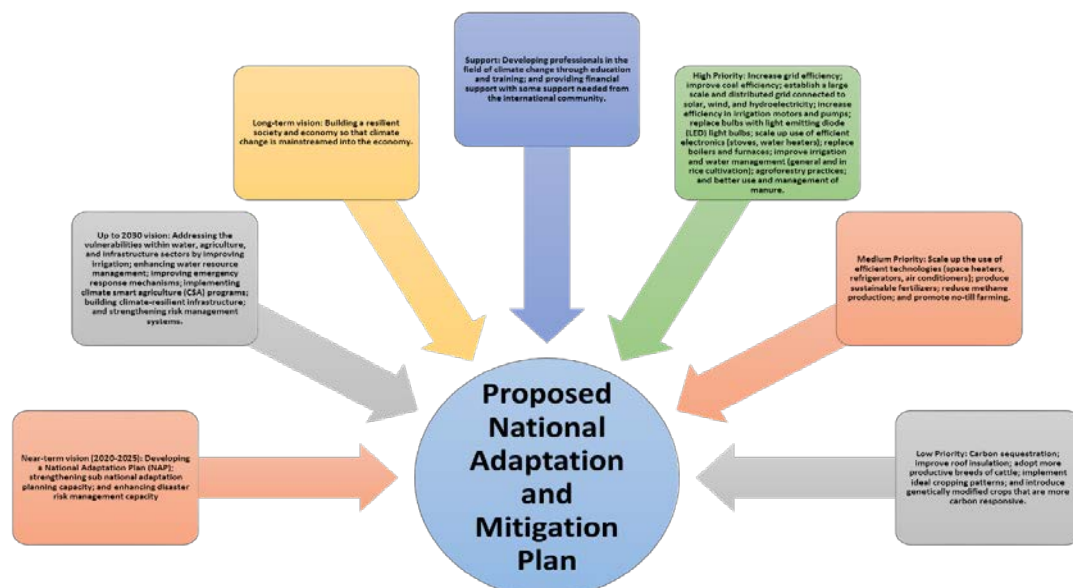 Support: Developing professionals in the
field of climate change through education
and training; and providing financial
support with some support needed from
the international community.
High Priority: Increase grid efficiency;
improve coal efficiency; establish a large
scale and distributed grid connected to
solar, wind, and hydroelectricity; increase
efficiency in irrigation motors and pumps;
replace bulbs with light emitting diode
(LED) light bulbs; scale up use of efficient
electronics (stoves, water heaters); replace
boilers and furnaces; improve irrigation
and water management (general and in
rice cultivation); agroforestry practices;
and better use and management of
manure.
Long-term vision: Building a resilient
society and economy so that climate
change is mainstreamed into the economy.
Up to 2030 vision: Addressing the
vulnerabilities within water, agriculture,
and infrastructure sectors by improving
irrigation; enhancing water resource
management; improving emergency
response mechanisms; implementing
climate smart agriculture (CSA) programs;
building climate-resilient infrastructure;
and strengthening risk management
systems.
Medium Priority: Scale up the use of
efficient technologies (space heaters,
refrigerators, air conditioners); produce
sustainable fertilizers; reduce methane
production; and promote no-till farming.
Near-term vision (2020-2025): Developing
a National Adaptation Plan (NAP);
strengthening sub national adaptation
planning capacity; and enhancing disaster
risk management capacity
Proposed
National
Adaptation
and
Mitigation
Plan
Low Priority: Carbon sequestration;
improve roof insulation; adopt more
productive breeds of cattle; implement
ideal cropping patterns; and introduce
genetically modified crops that are more
carbon responsive.